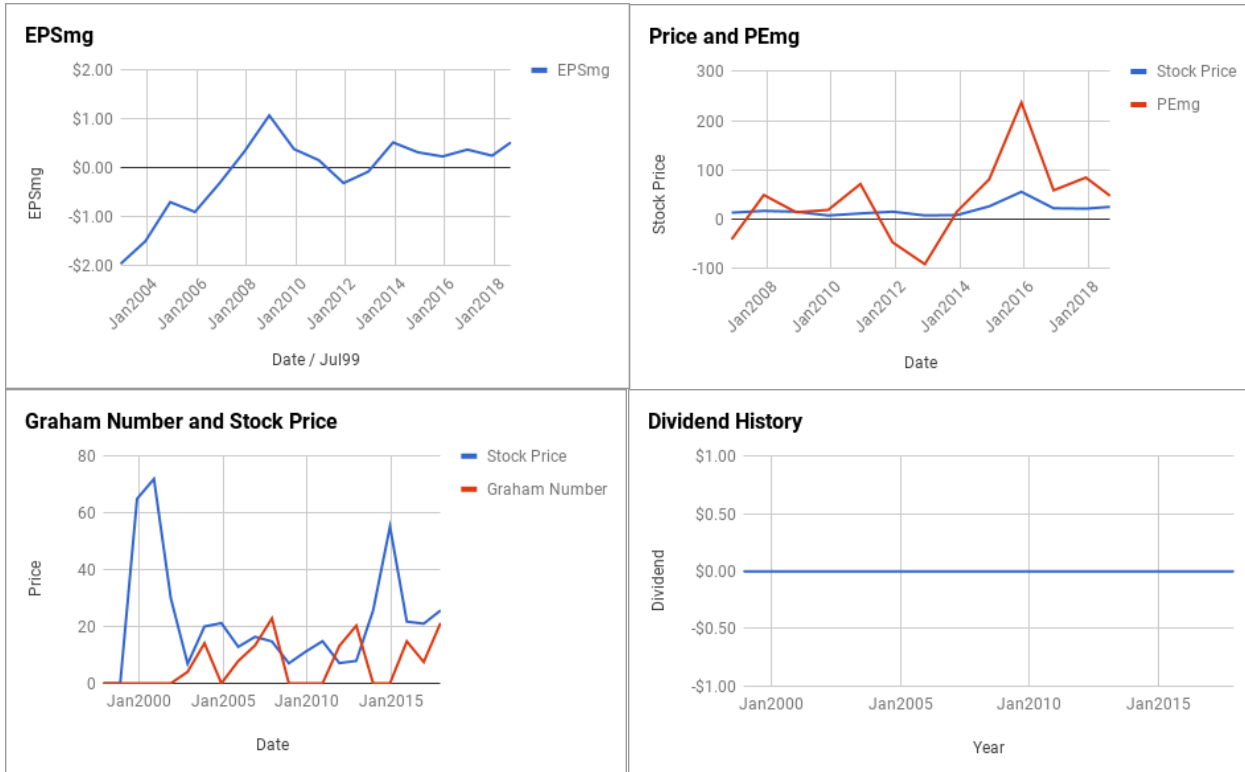 EPSmg
$2.00
$1.00
$0.00
-$1.00
-$2.00
EPSmg
EPSmg
Jan2004
Jan2006
Jan2008
Jan2010
Jan2012
Jan2014
Jan2016
Jan2018
Date / Jul99
Price and PEmg
300
200
100
0
-100
Stock Price
Stock Price
PEmg
Jan2008
Jan2010
Jan2012
Jan2014
Jan2016
Jan2018
Date
Graham Number and Stock Price
80
60
40
20
0
Price
Stock Price
Graham Number
Jan2000
Jan2005
Jan2010
Jan2015
Date
Dividend History
$1.00
$0.50
$0.00
-$0.50
-$1.00
Dividend
Jan2000
Jan2005
Jan2010
Jan2015
Year